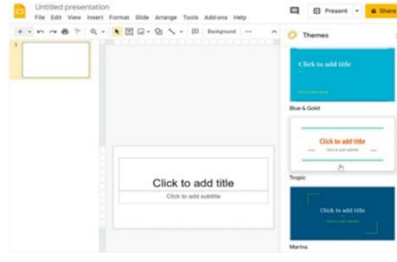 Untitled presentation
File Edit View Insert Format Slide Arrange Tools Add-ons Help
Present
Share
Background
Themes
1
Click to add title
Click to add subtitle
Click to add title
Blue & Gold
Click to add title
Tropic
Click to add title
Marina